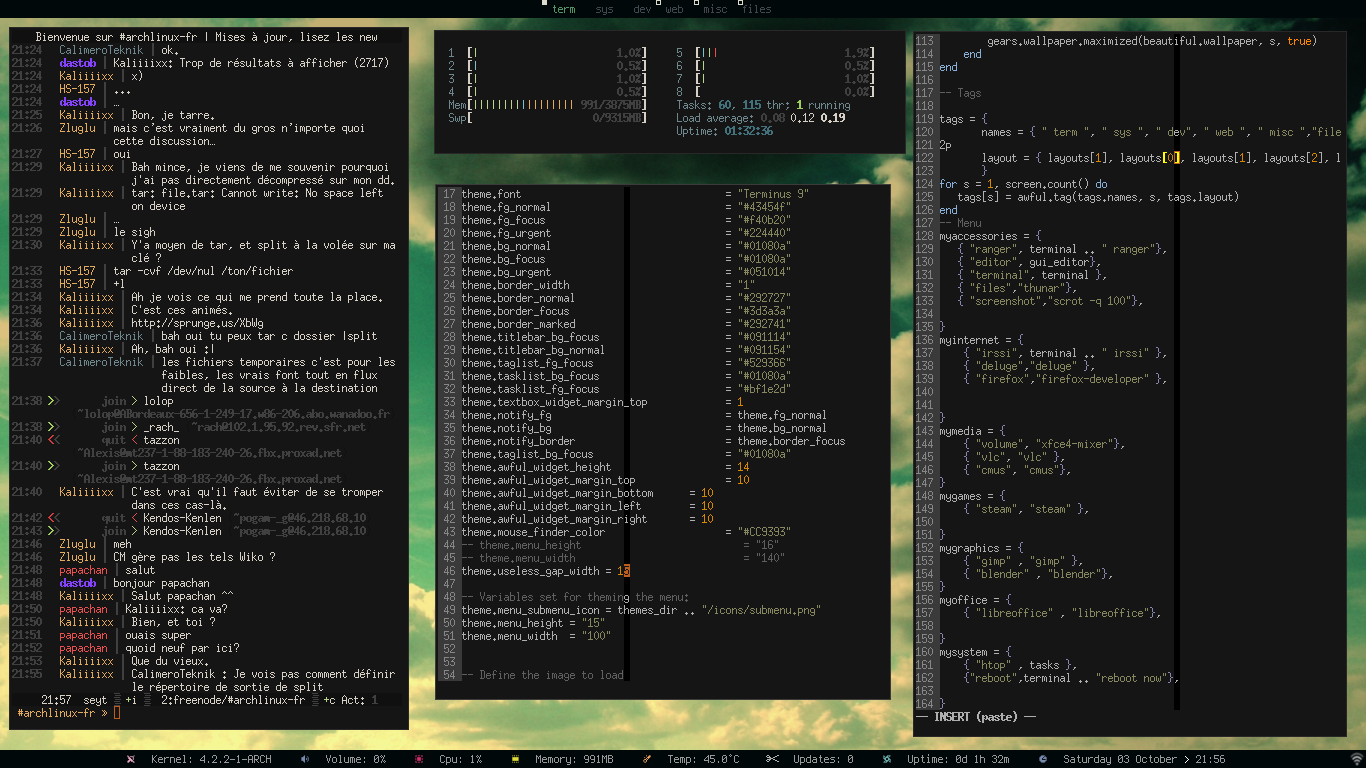 term sys dev web misc files
Bienvenue sur #archlinux-fr | Mises à jour, lisez les new
21:24 CalimeroTeknik | ok.
21:24 dastob | Kaliiiixx: Trop de résultats à afficher (2717)
21:24 Kaliiiixx | x)
21:24 HS-157 | ...
21:24 dastob | …
21:25 Kaliiiixx | Bon, je tarre.
21:26 Zluglu | mais c'est vraiment du gros n'importe quoi
cette discussion…
21:27 HS-157 | oui
21:29 Kaliiiixx | Bah mince, je viens de me souvenir pourquoi
j'ai pas directement décompressé sur mon dd.
21:29 Kaliiiixx | tar: file.tar: Cannot write: No space left
on device
21:29 Zluglu | …
21:29 Zluglu | le sigh
21:30 Kaliiiixx | Y'a moyen de tar, et split à la volée sur ma
clé ?
21:33 HS-157 | tar -cvf /dev/nul /ton/fichier
21:33 HS-157 | +l
21:34 Kaliiiixx | Ah je vois ce qui me prend toute la place.
21:34 Kaliiiixx | C'est ces animés.
21:36 Kaliiiixx | http://sprunge.us/XbWg
21:36 CalimeroTeknik | bah oui tu peux tar c dossier |split
21:36 Kaliiiixx | Ah, bah oui :|
21:37 CalimeroTeknik | les fichiers temporaires c'est pour les
faibles, les vrais font tout en flux
direct de la source à la destination
21:38 >> join > lolop
~lolop@ABordeaux-656-1-249-17.w86-206.abo.wanadoo.fr
21:38 >> join > _rach_ ~rach@102.1.95.92.rev.sfr.net
21:40 << quit < tazzon
~Alexis@mt237-1-88-183-240-26.fbx.proxad.net
21:40 >> join > tazzon
~Alexis@mt237-1-88-183-240-26.fbx.proxad.net
21:40 Kaliiiixx | C'est vrai qu'il faut éviter de se tromper
dans ces cas-là.
21:42 << quit < Kendos-Kenlen ~pogam-_g@46.218.68.10
21:43 >> join > Kendos-Kenlen ~pogam-_g@46.218.68.10
21:46 Zluglu | meh
21:46 Zluglu | CM gère pas les tels Wiko ?
21:48 papachan | salut
21:48 dastob | bonjour papachan
21:48 Kaliiiixx | Salut papachan ^^
21:50 papachan | Kaliiiixx: ca va?
21:50 Kaliiiixx | Bien, et toi ?
21:51 papachan | ouais super
21:52 papachan | quoid neuf par ici?
21:53 Kaliiiixx | Que du vieux.
21:55 Kaliiiixx | CalimeroTeknik : Je vois pas comment définir
le répertoire de sortie de split
21:57 seyt +i 2:freenode/#archlinux-fr +c Act: 1
#archlinux-fr »
1 [| 1.0%] 5 [||| 1.9%]
2 [| 0.5%] 6 [| 0.5%]
3 [| 1.0%] 7 [| 1.0%]
4 [| 0.5%] 8 [ 0.0%]
Mem[|||||||||||||||||| 991/3875MB] Tasks: 60, 115 thr: 1 running
Swp[ 0/9315MB] Load average: 0.08 0.12 0.19
Uptime: 01:32:36
17 theme.font = "Terminus 9"
18 theme.fg_normal = "#43454f"
19 theme.fg_focus = "#f40b20"
20 theme.fg_urgent = "#224440"
21 theme.bg_normal = "#01080a"
22 theme.bg_focus = "#01080a"
23 theme.bg_urgent = "#051014"
24 theme.border_width = "1"
25 theme.border_normal = "#292727"
26 theme.border_focus = "#3d3a3a"
27 theme.border_marked = "#292741"
28 theme.titlebar_bg_focus = "#091114"
29 theme.titlebar_bg_normal = "#091154"
30 theme.taglist_fg_focus = "#529366"
31 theme.tasklist_bg_focus = "#01080a"
32 theme.tasklist_fg_focus = "#bf1e2d"
33 theme.textbox_widget_margin_top = 1
34 theme.notify_fg = theme.fg_normal
35 theme.notify_bg = theme.bg_normal
36 theme.notify_border = theme.border_focus
37 theme.taglist_bg_focus = "#01080a"
38 theme.awful_widget_height = 14
39 theme.awful_widget_margin_top = 10
40 theme.awful_widget_margin_bottom = 10
41 theme.awful_widget_margin_left = 10
42 theme.awful_widget_margin_right = 10
43 theme.mouse_finder_color = "#CC9393"
44 -- theme.menu_height = "16"
45 -- theme.menu_width = "140"
46 theme.useless_gap_width = 15
47
48 -- Variables set for theming the menu:
49 theme.menu_submenu_icon = themes_dir .. "/icons/submenu.png"
50 theme.menu_height = "15"
51 theme.menu_width = "100"
52
53
54 -- Define the image to load
113 gears.wallpaper.maximized(beautiful.wallpaper, s, true)
114 end
115 end
116
117 -- Tags
118
119 tags = {
120 names = { " term ", " sys ", " dev", " web ", " misc ","file
121 2p
122 layout = { layouts[1], layouts[0], layouts[1], layouts[2], l
123 }
124 for s = 1, screen.count() do
125 tags[s] = awful.tag(tags.names, s, tags.layout)
126 end
127 -- Menu
128 myaccessories = {
129 { "ranger", terminal .. " ranger"},
130 { "editor", gui_editor},
131 { "terminal", terminal },
132 { "files","thunar"},
133 { "screenshot","scrot -q 100"},
134
135 }
136 myinternet = {
137 { "irssi", terminal .. " irssi" },
138 { "deluge","deluge" },
139 { "firefox","firefox-developer" },
140
141
142 }
143 mymedia = {
144 { "volume", "xfce4-mixer"},
145 { "vlc", "vlc" },
146 { "cmus", "cmus"},
147 }
148 mygames = {
149 { "steam", "steam" },
150
151 }
152 mygraphics = {
153 { "gimp" , "gimp" },
154 { "blender" , "blender"},
155 }
156 myoffice = {
157 { "libreoffice" , "libreoffice"},
158
159 }
160 mysystem = {
161 { "htop" , tasks },
162 {"reboot",terminal .. "reboot now"},
163
164 }
-- INSERT (paste) --
Kernel: 4.2.2-1-ARCH Volume: 0% Cpu: 1% Memory: 991MB Temp: 45.0°C Updates: 0 Uptime: 0d 1h 32m Saturday 03 October > 21:56